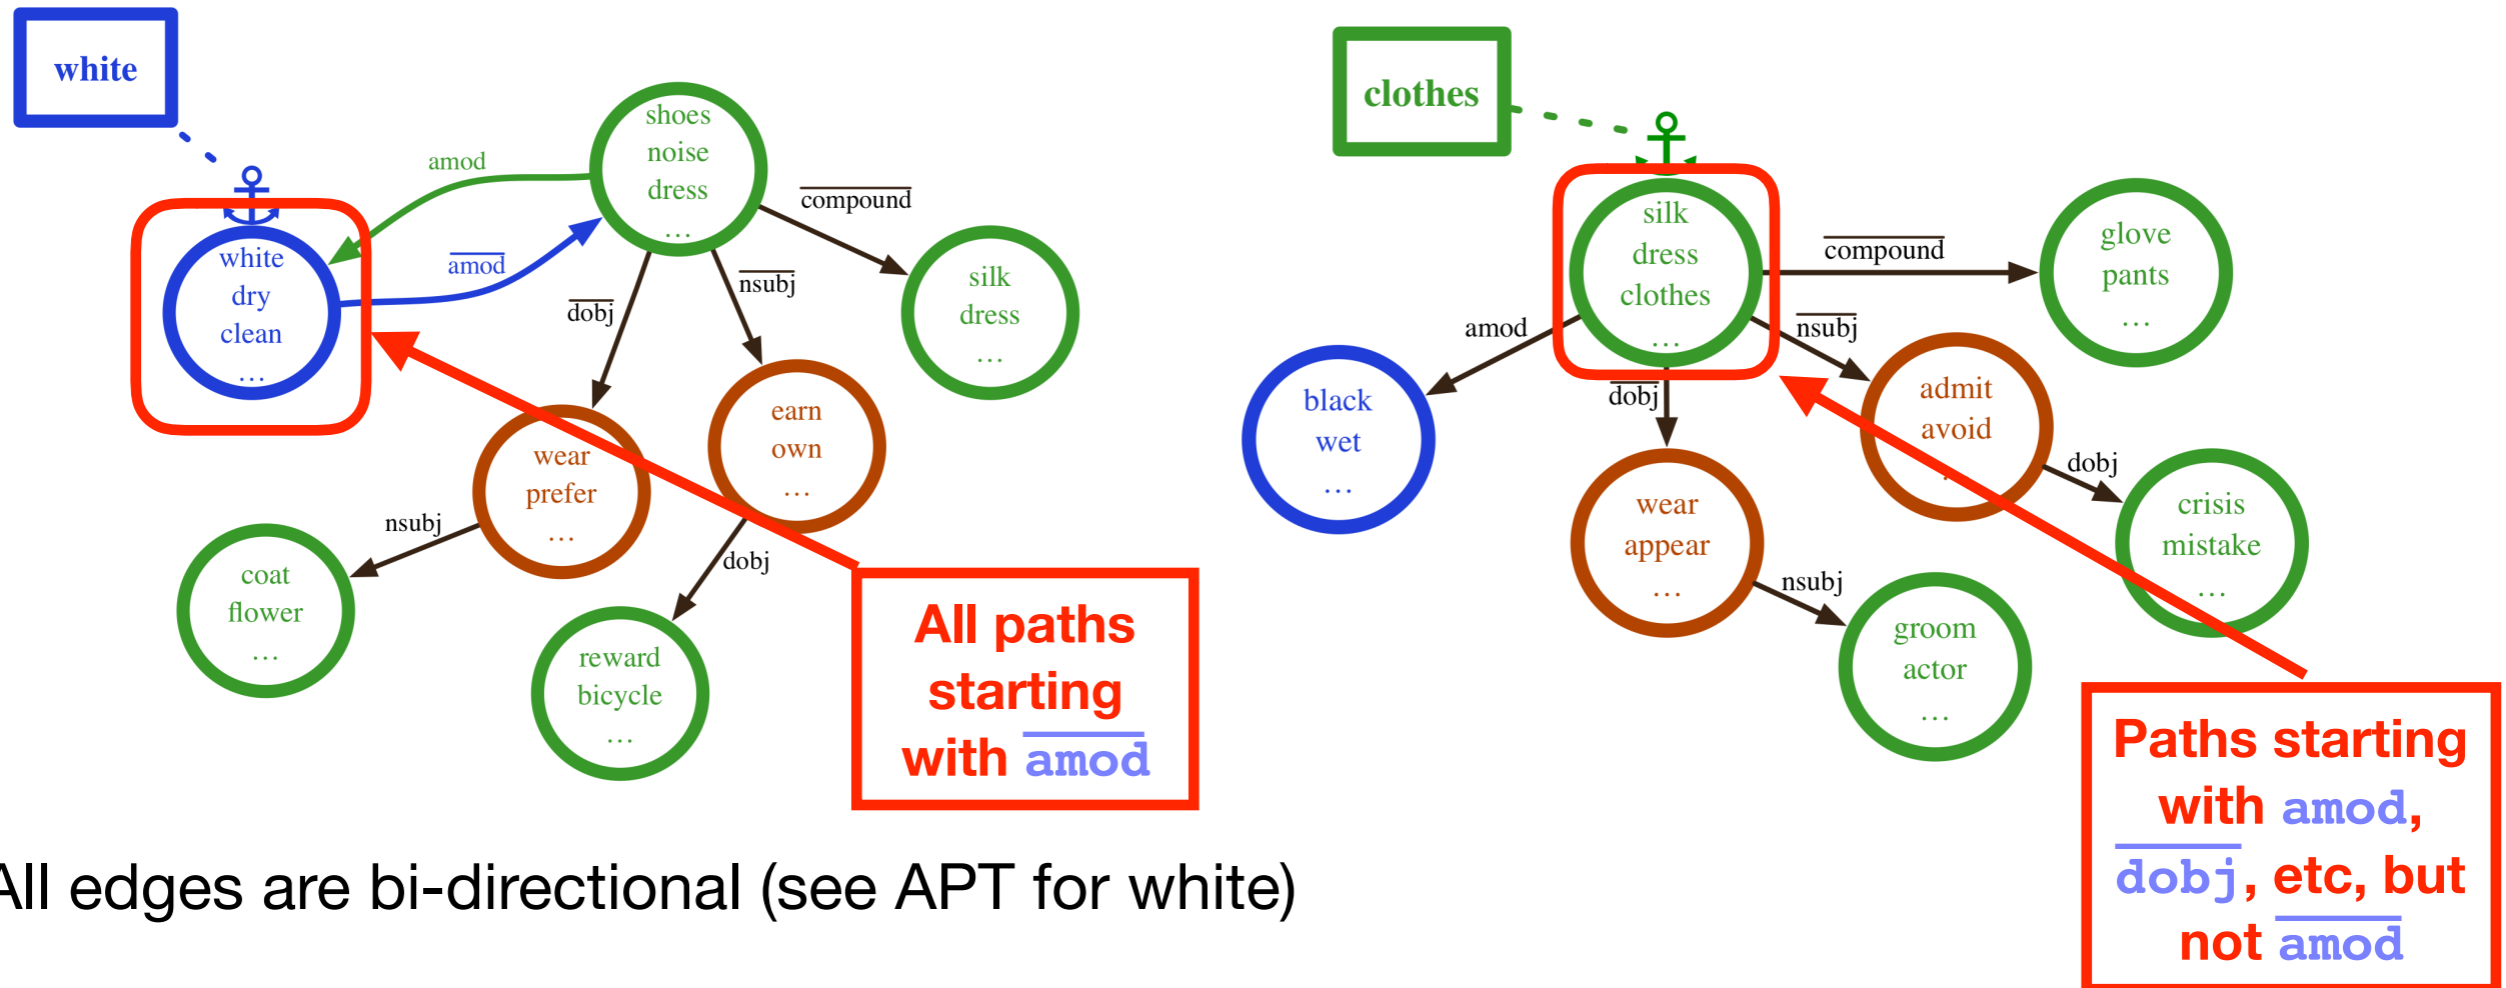 white
shoes
noise
dress
...
amod
amod
compound
dobj
nsubj
white
dry
clean
...
silk
dress
...
wear
prefer
...
earn
own
...
nsubj
dobj
coat
flower
...
reward
bicycle
...
All paths
starting
with amod
clothes
silk
dress
clothes
...
compound
glove
pants
...
amod
nsubj
dobj
black
wet
...
admit
avoid
dobj
wear
appear
...
crisis
mistake
...
nsubj
groom
actor
...
Paths starting
with amod,
dobj, etc, but
not amod
All edges are bi-directional (see APT for white)